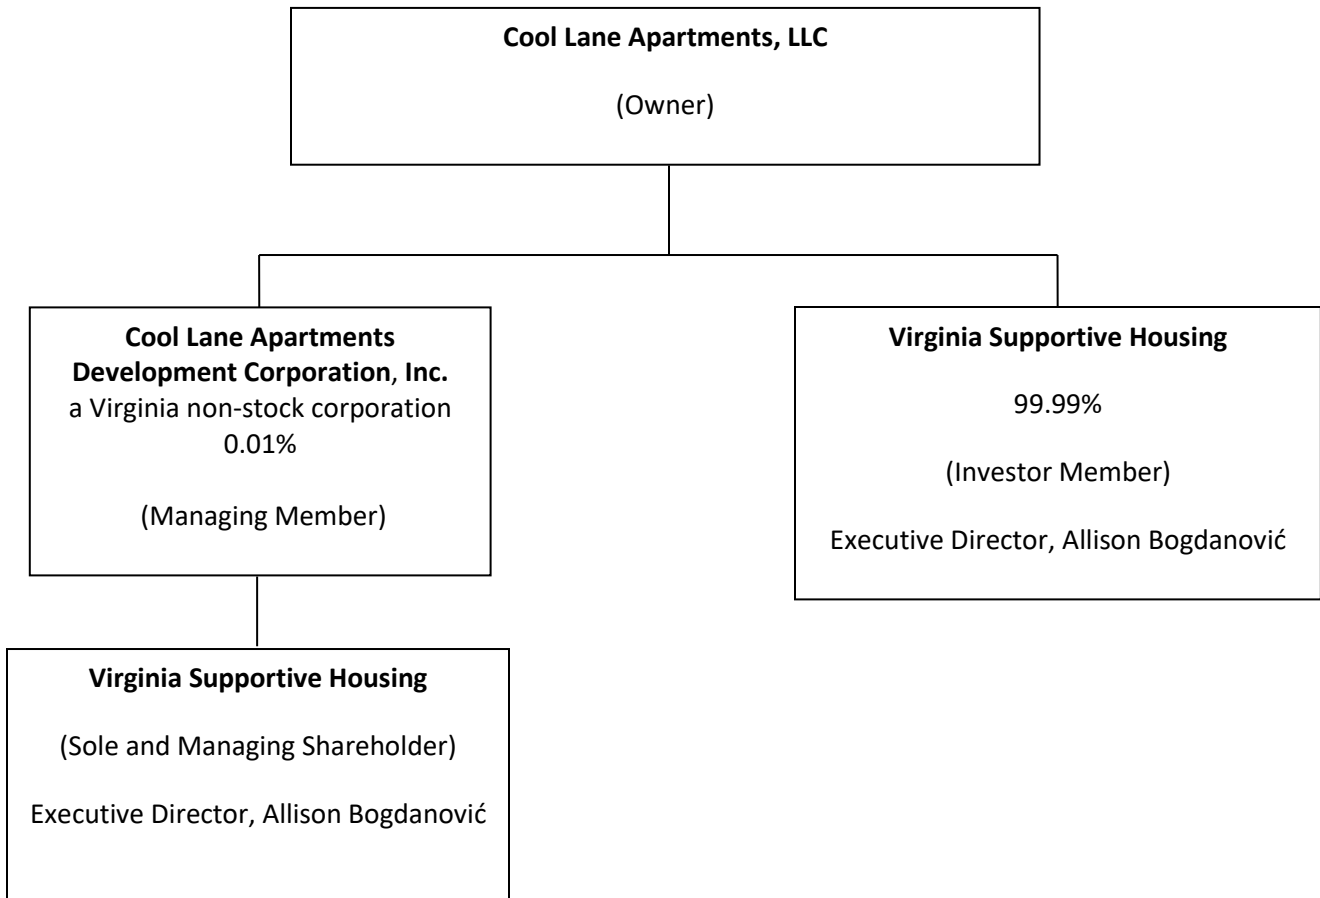 Cool Lane Apartments, LLC
(Owner)
Cool Lane Apartments
Development Corporation, Inc.
a Virginia non-stock corporation
0.01%
(Managing Member)
Virginia Supportive Housing
99.99%
(Investor Member)
Executive Director, Allison Bogdanović
Virginia Supportive Housing
(Sole and Managing Shareholder)
Executive Director, Allison Bogdanović